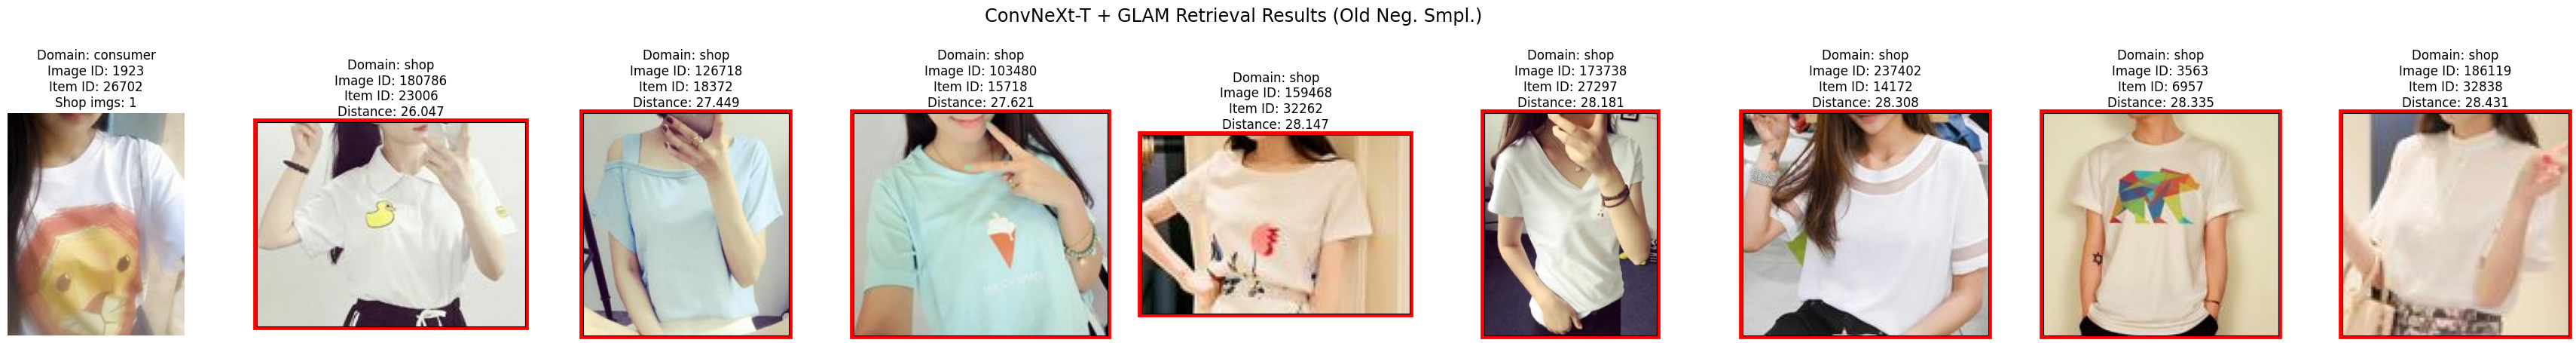 ConvNeXt-T + GLAM Retrieval Results (Old Neg. Smpl.)
Domain: consumer
Image ID: 1923
Item ID: 26702
Shop imgs: 1
Domain: shop
Image ID: 180786
Item ID: 23006
Distance: 26.047
Domain: shop
Image ID: 126718
Item ID: 18372
Distance: 27.449
Domain: shop
Image ID: 103480
Item ID: 15718
Distance: 27.621
Domain: shop
Image ID: 159468
Item ID: 32262
Distance: 28.147
Domain: shop
Image ID: 173738
Item ID: 27297
Distance: 28.181
Domain: shop
Image ID: 237402
Item ID: 14172
Distance: 28.308
Domain: shop
Image ID: 3563
Item ID: 6957
Distance: 28.335
Domain: shop
Image ID: 186119
Item ID: 32838
Distance: 28.431